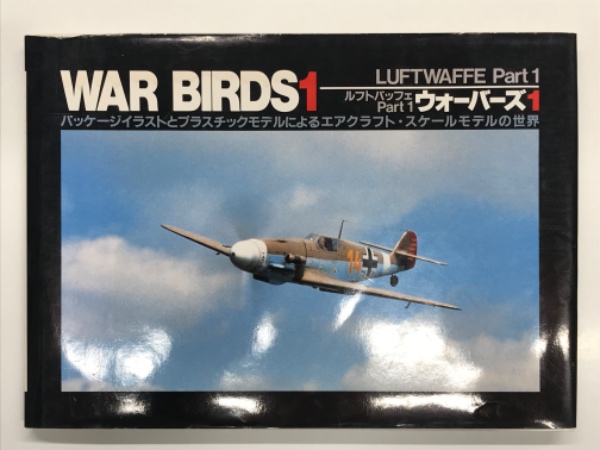 WAR BIRDS1
LUFTWAFFE Part 1
ルフトバッフェ
Part 1
ウォーバーズ1
パッケージイラストとプラスチックモデルによるエアクラフト・スケールモデルの世界
14